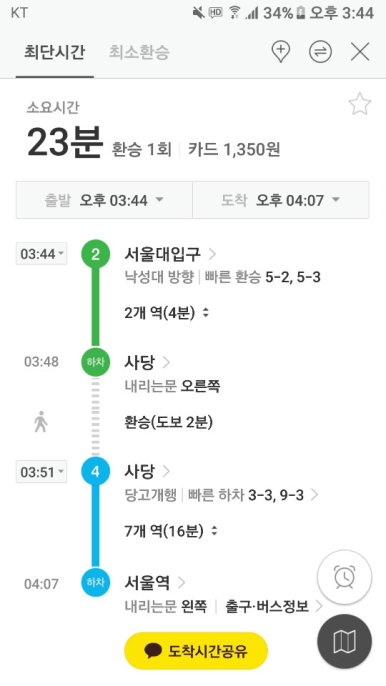 KT HD 34% 오후 3:44
최단시간 최소환승
소요시간
23분 환승 1회 카드 1,350원
출발 오후 03:44 도착 오후 04:07
03:44 2 서울대입구
낙성대 방향 빠른 환승 5-2, 5-3
2개 역(4분)
03:48 하차 사당
내리는문 오른쪽
환승(도보 2분)
03:51 4 사당
당고개행 빠른 하차 3-3, 9-3
7개 역(16분)
04:07 하차 서울역
내리는문 왼쪽 출구·버스정보
도착시간공유